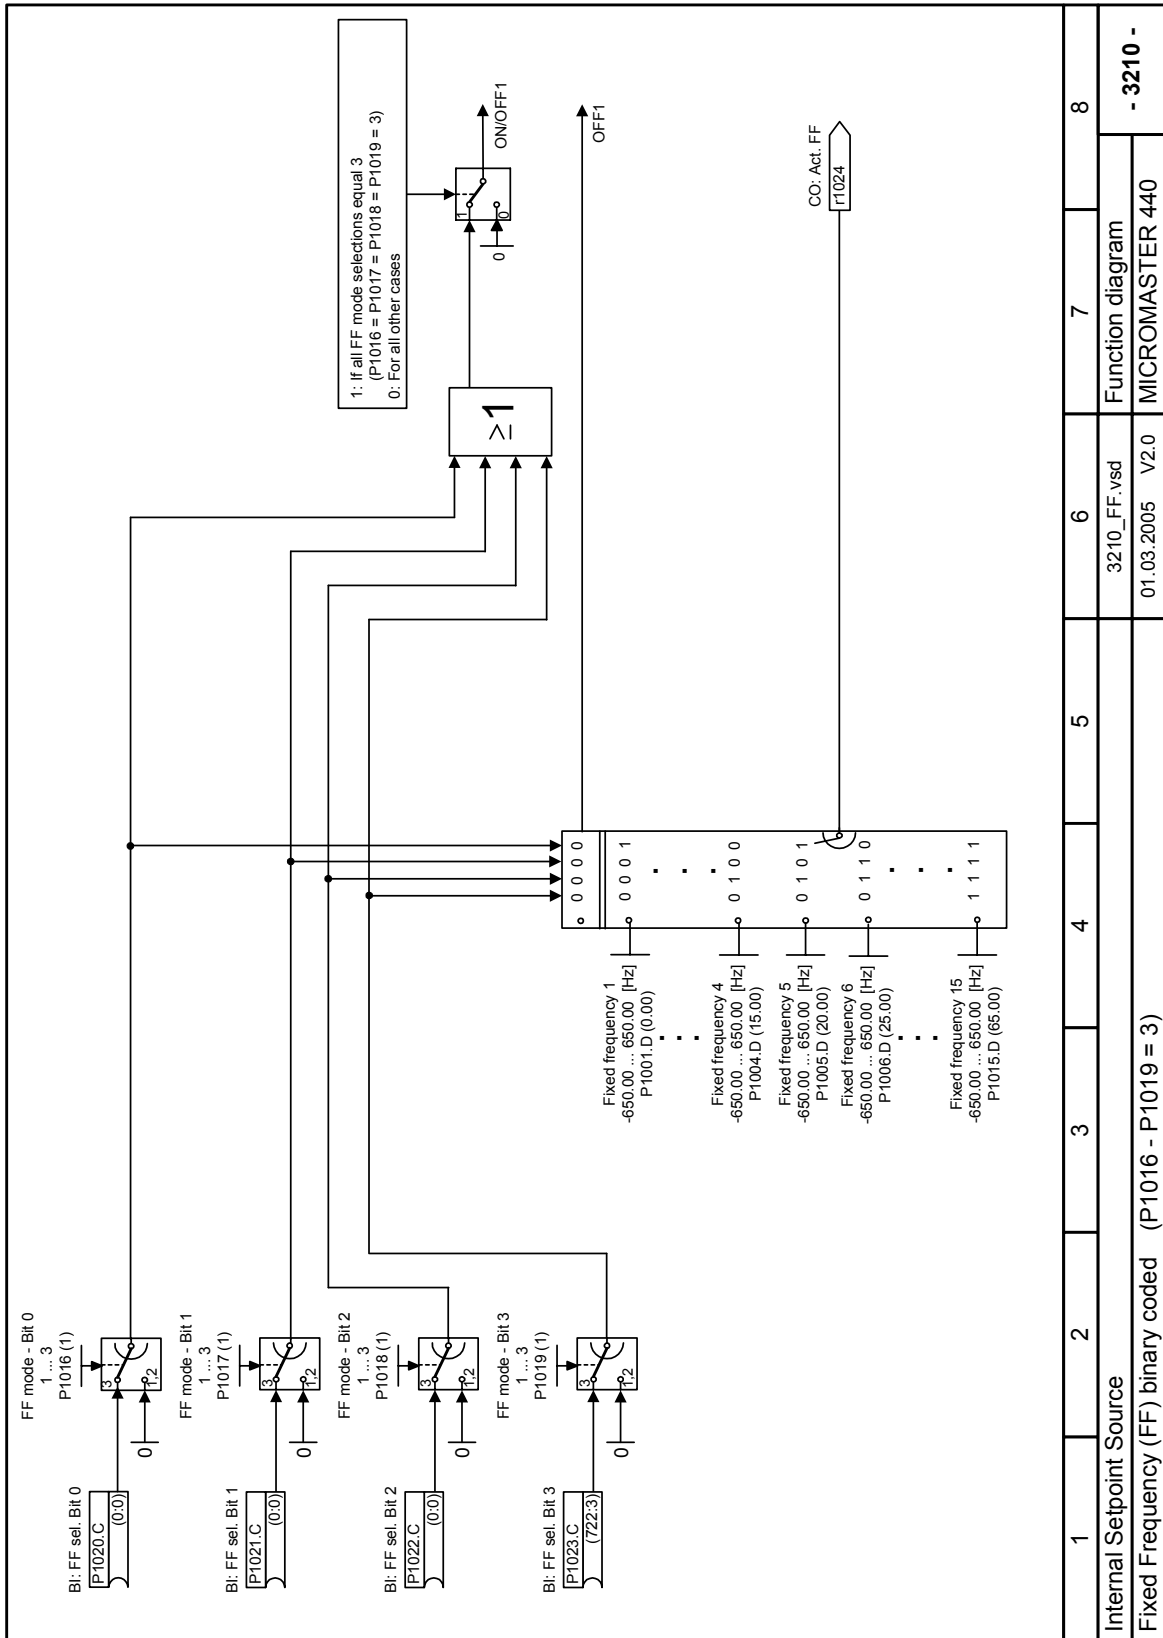 FF mode - Bit 0
1 ... 3
P1016 (1)
BI: FF sel. Bit 0
P1020.C
(0:0)
3
1,2
0
FF mode - Bit 1
1 ... 3
P1017 (1)
BI: FF sel. Bit 1
P1021.C
(0:0)
3
1,2
0
FF mode - Bit 2
1 ... 3
P1018 (1)
BI: FF sel. Bit 2
P1022.C
(0:0)
3
1,2
0
FF mode - Bit 3
1 ... 3
P1019 (1)
BI: FF sel. Bit 3
P1023.C
(722:3)
3
1,2
0
1: If all FF mode selections equal 3
(P1016 = P1017 = P1018 = P1019 = 3)
0: For all other cases
≥1
1
0
0
ON/OFF1
OFF1
0 0 0 0
Fixed frequency 1
-650.00 ... 650.00 [Hz]
P1001.D (0.00)
0 0 0 1
. . .
. . .
Fixed frequency 4
-650.00 ... 650.00 [Hz]
P1004.D (15.00)
0 1 0 0
Fixed frequency 5
-650.00 ... 650.00 [Hz]
P1005.D (20.00)
0 1 0 1
Fixed frequency 6
-650.00 ... 650.00 [Hz]
P1006.D (25.00)
0 1 1 0
. . .
. . .
Fixed frequency 15
-650.00 ... 650.00 [Hz]
P1015.D (65.00)
1 1 1 1
CO: Act. FF
r1024
1 2 3 4 5 6 7 8
Internal Setpoint Source
3210_FF.vsd
Function diagram
- 3210 -
Fixed Frequency (FF) binary coded (P1016 - P1019 = 3)
01.03.2005 V2.0
MICROMASTER 440